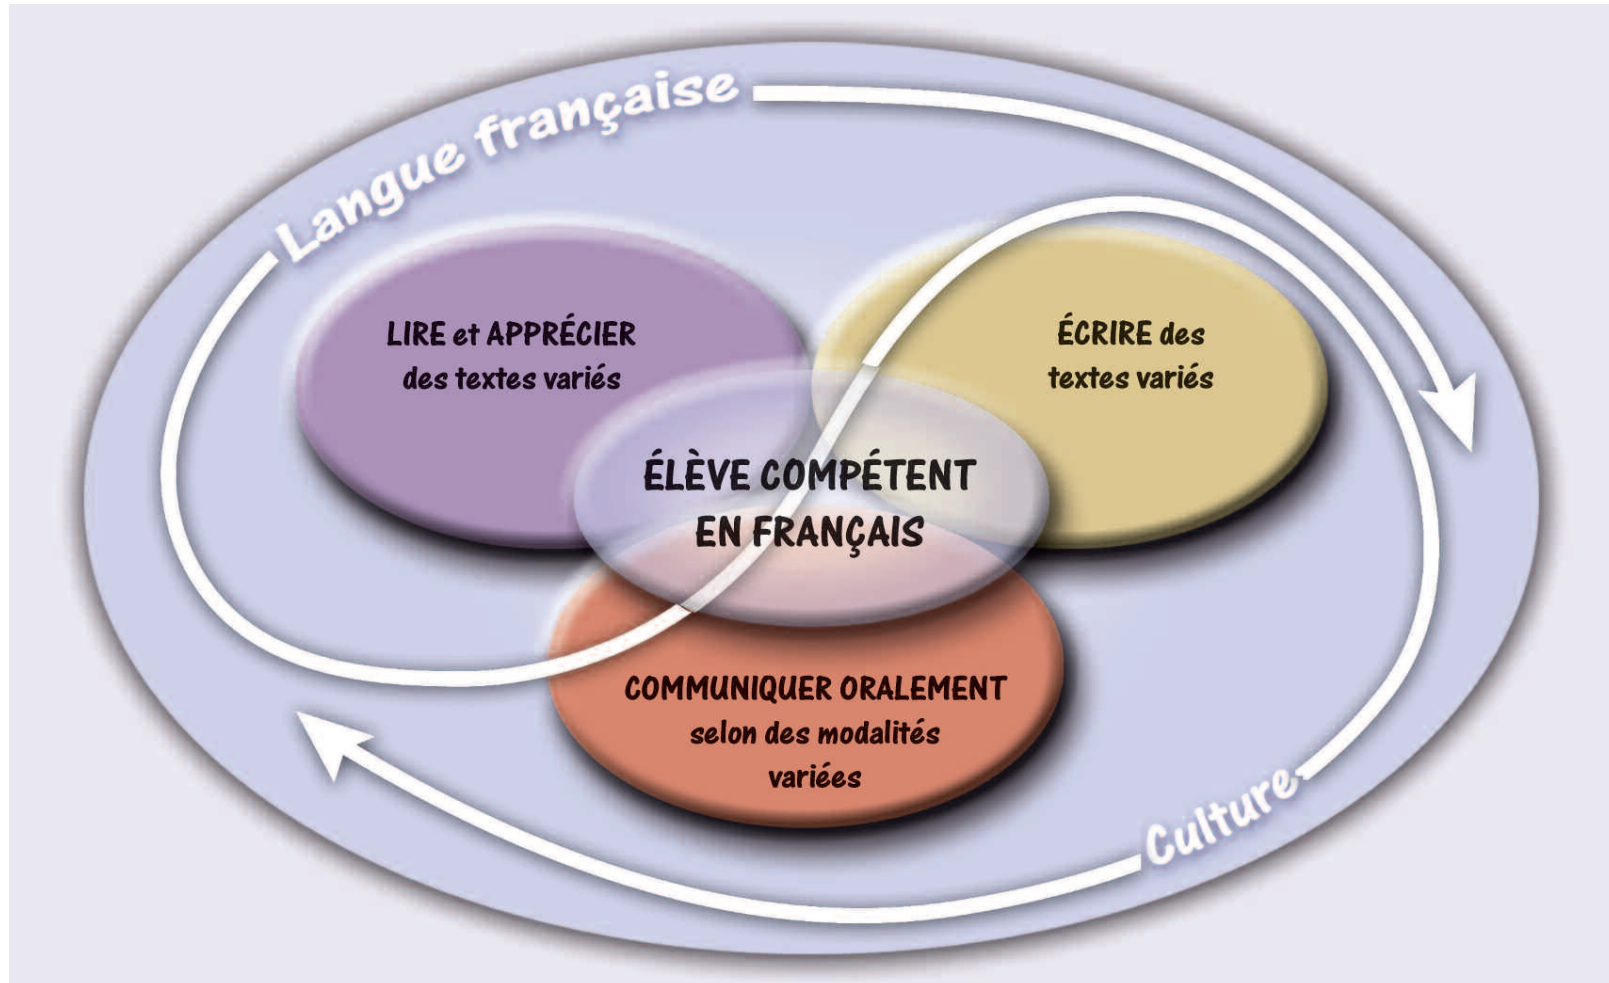 Langue française
LIRE et APPRÉCIER
des textes variés
ÉCRIRE des
textes variés
ÉLÈVE COMPÉTENT
EN FRANÇAIS
COMMUNIQUER ORALEMENT
selon des modalités
variées
Culture